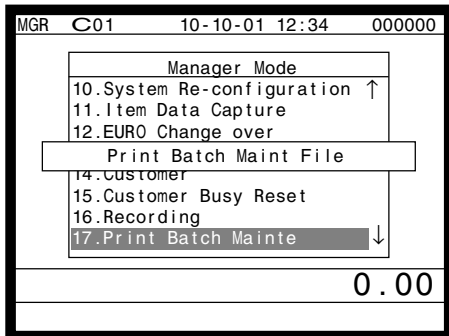 MGR C01 10-10-01 12:34 000000
Manager Mode
10.System Re-configuration ↑
11.Item Data Capture
12.EURO Change over
Print Batch Maint File
14.Customer
15.Customer Busy Reset
16.Recording
17.Print Batch Mainte ↓
0.00